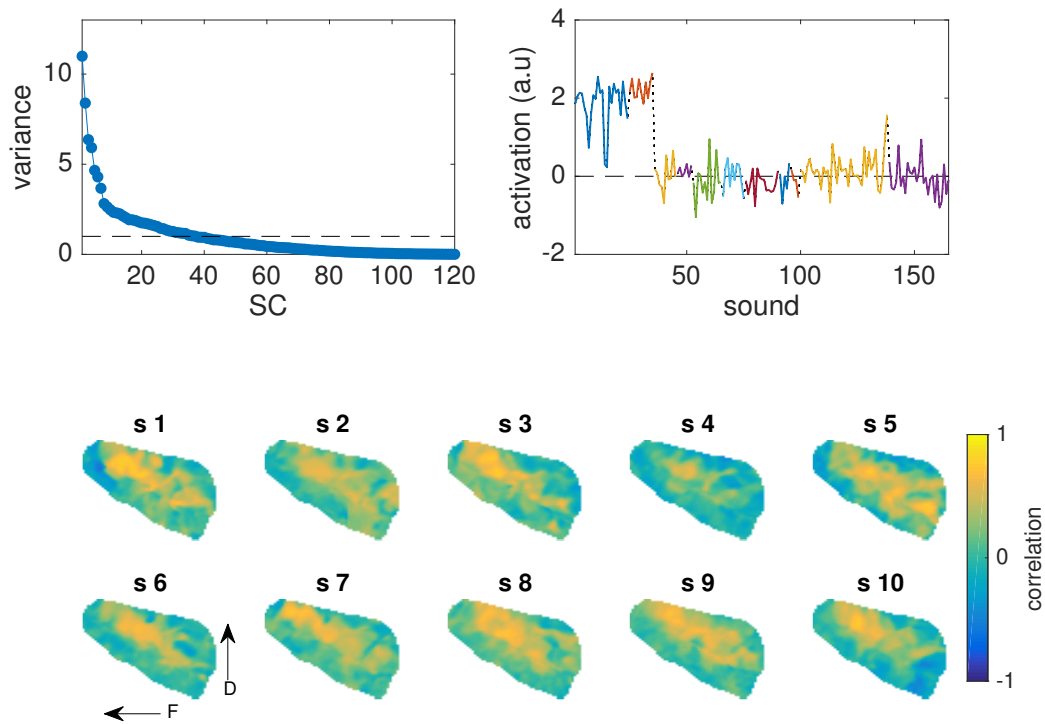 variance
10
5
0
20 40 60 80 100 120
SC
activation (a.u)
4
2
0
-2
50 100 150
sound
s 1 s 2 s 3 s 4 s 5
s 6 s 7 s 8 s 9 s 10
D
F
1
0
-1
correlation